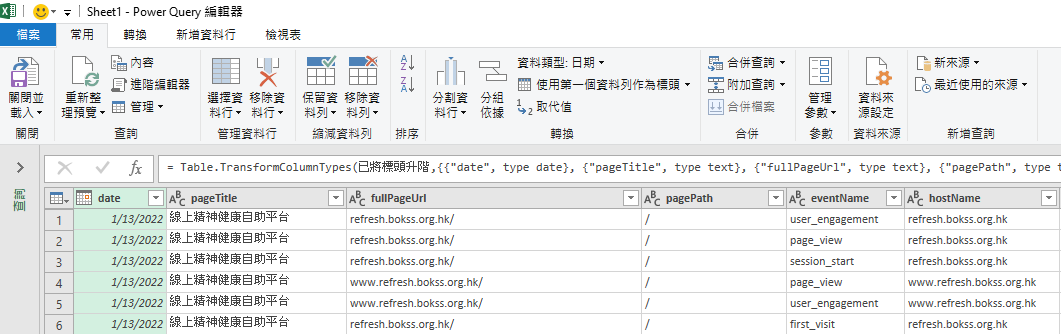 Sheet1 - Power Query 編輯器
檔案 常用 轉換 新增資料行 檢視表
關閉並載入 重新整理預覽 內容 進階編輯器 管理 選擇資料行 移除資料行 保留資料列 移除資料列 分割資料行 分組依據 資料類型: 日期 使用第一個資料列作為標頭 取代值 合併查詢 附加查詢 合併檔案 管理參數 資料來源設定 新來源 最近使用的來源
關閉 查詢 管理資料行 縮減資料列 排序 轉換 合併 參數 資料來源 新增查詢
= Table.TransformColumnTypes(已將標頭升階,{{"date", type date}, {"pageTitle", type text}, {"fullPageUrl", type text}, {"pagePath", type t
查詢
date pageTitle fullPageUrl pagePath eventName hostName
1 1/13/2022 線上精神健康自助平台 refresh.bokss.org.hk/ / user_engagement refresh.bokss.org.hk
2 1/13/2022 線上精神健康自助平台 refresh.bokss.org.hk/ / page_view refresh.bokss.org.hk
3 1/13/2022 線上精神健康自助平台 refresh.bokss.org.hk/ / session_start refresh.bokss.org.hk
4 1/13/2022 線上精神健康自助平台 www.refresh.bokss.org.hk/ / page_view www.refresh.bokss.org.hk
5 1/13/2022 線上精神健康自助平台 www.refresh.bokss.org.hk/ / user_engagement www.refresh.bokss.org.hk
6 1/13/2022 線上精神健康自助平台 refresh.bokss.org.hk/ / first_visit refresh.bokss.org.hk